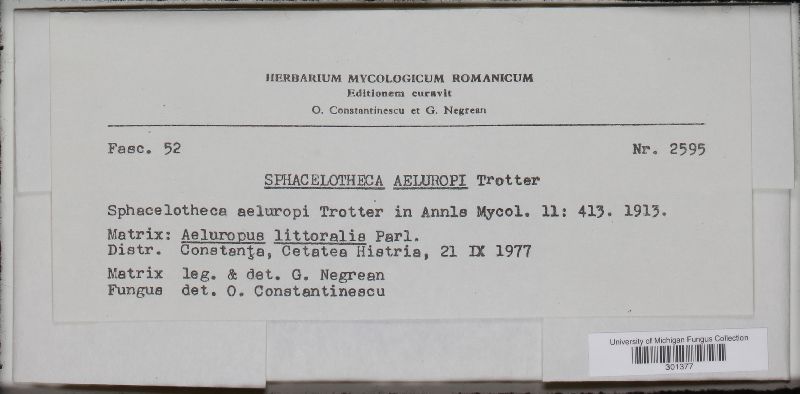 HERBARIUM MYCOLOGICUM ROMANICUM
Editionem curavit
O. Constantinescu et G. Negrean
Fasc. 52 Nr. 2595
SPHACELOTHECA AELUROPI Trotter
Sphacelotheca aeluropi Trotter in Annls Mycol. 11: 413. 1913.
Matrix: Aeluropus littoralis Parl.
Distr. Constanţa, Cetatea Histria, 21 IX 1977
Matrix leg. & det. G. Negrean
Fungus det. O. Constantinescu
University of Michigan Fungus Collection
301377